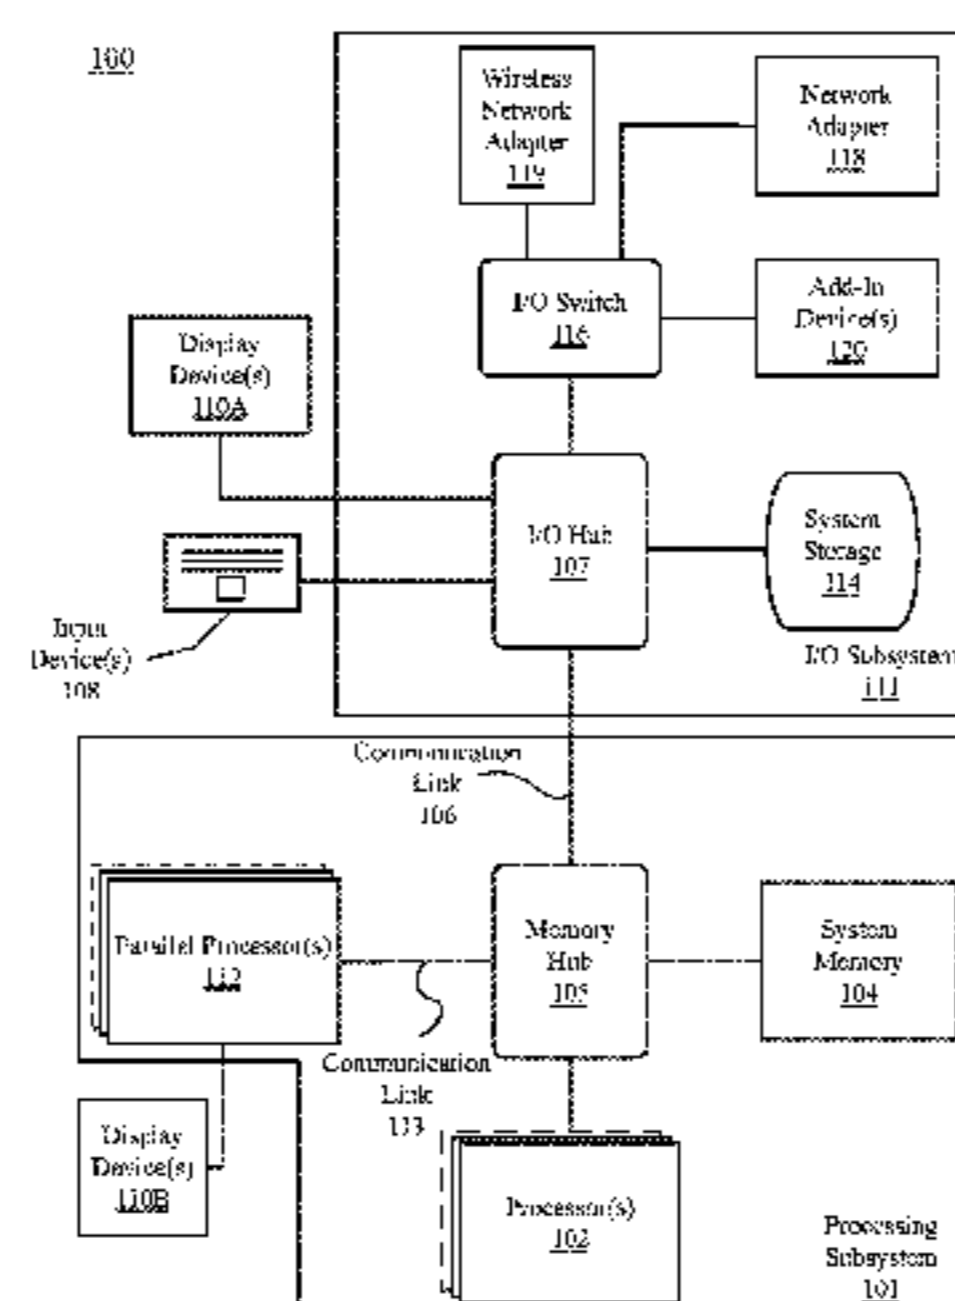 100
Wireless
Network
Adapter
119
Network
Adapter
118
I/O Switch
116
Add-In
Device(s)
120
Display
Device(s)
110A
I/O Hub
107
System
Storage
114
Input
Device(s)
108
I/O Subsystem
111
Communication
Link
106
Parallel Processor(s)
112
Memory
Hub
105
System
Memory
104
Communication
Link
113
Display
Device(s)
110B
Processor(s)
102
Processing
Subsystem
101